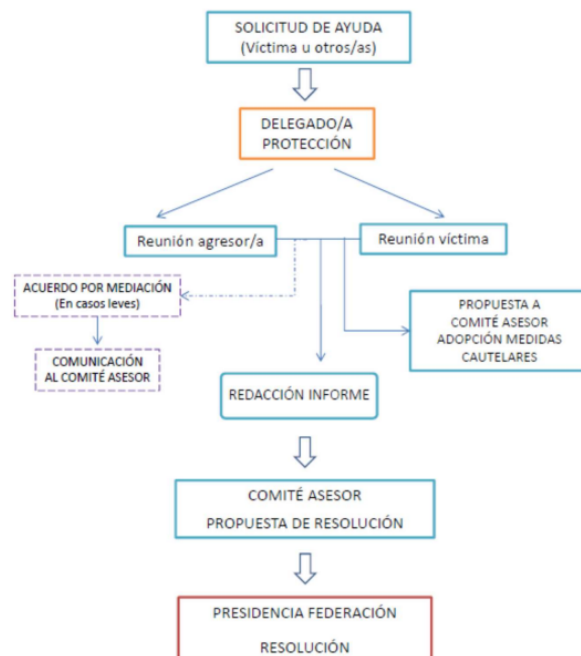 SOLICITUD DE AYUDA
(Víctima u otros/as)
DELEGADO/A
PROTECCIÓN
Reunión agresor/a
Reunión víctima
ACUERDO POR MEDIACIÓN
(En casos leves)
COMUNICACIÓN
AL COMITÉ ASESOR
PROPUESTA A
COMITÉ ASESOR
ADOPCIÓN MEDIDAS
CAUTELARES
REDACCIÓN INFORME
COMITÉ ASESOR
PROPUESTA DE RESOLUCIÓN
PRESIDENCIA FEDERACIÓN
RESOLUCIÓN